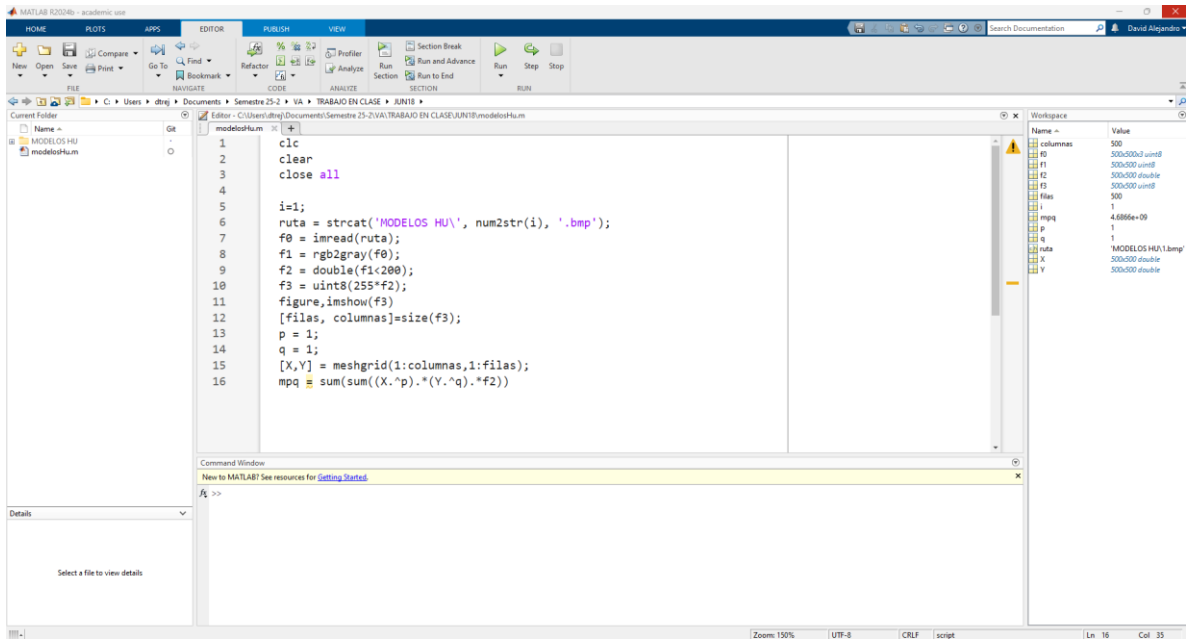 MATLAB R2024b - academic use
HOME PLOTS APPS EDITOR PUBLISH VIEW Search Documentation David Alejandro
New Open Save Compare Print Go To Find Bookmark Refactor Profiler Analyze Run Section Section Break Run and Advance Run to End Run Step Stop
FILE NAVIGATE CODE ANALYZE SECTION RUN
C: Users dtrej Documents Semestre 25-2 VA TRABAJO EN CLASE JUN18
Current Folder
Name Git
MODELOS HU
modelosHu.m
Details
Select a file to view details
Editor - C:\Users\dtrej\Documents\Semestre 25-2\VA\TRABAJO EN CLASE\JUN18\modelosHu.m
modelosHu.m
1 clc
2 clear
3 close all
4
5 i=1;
6 ruta = strcat('MODELOS HU\', num2str(i), '.bmp');
7 f0 = imread(ruta);
8 f1 = rgb2gray(f0);
9 f2 = double(f1<200);
10 f3 = uint8(255*f2);
11 figure,imshow(f3)
12 [filas, columnas]=size(f3);
13 p = 1;
14 q = 1;
15 [X,Y] = meshgrid(1:columnas,1:filas);
16 mpq = sum(sum((X.^p).*(Y.^q).*f2))
Command Window
New to MATLAB? See resources for Getting Started.
fx >>
Workspace
Name Value
columnas 500
f0 500x500x3 uint8
f1 500x500 uint8
f2 500x500 double
f3 500x500 uint8
filas 500
i 1
mpq 4.6866e+09
p 1
q 1
ruta 'MODELOS HU\1.bmp'
X 500x500 double
Y 500x500 double
Zoom: 150% UTF-8 CRLF script Ln 16 Col 35